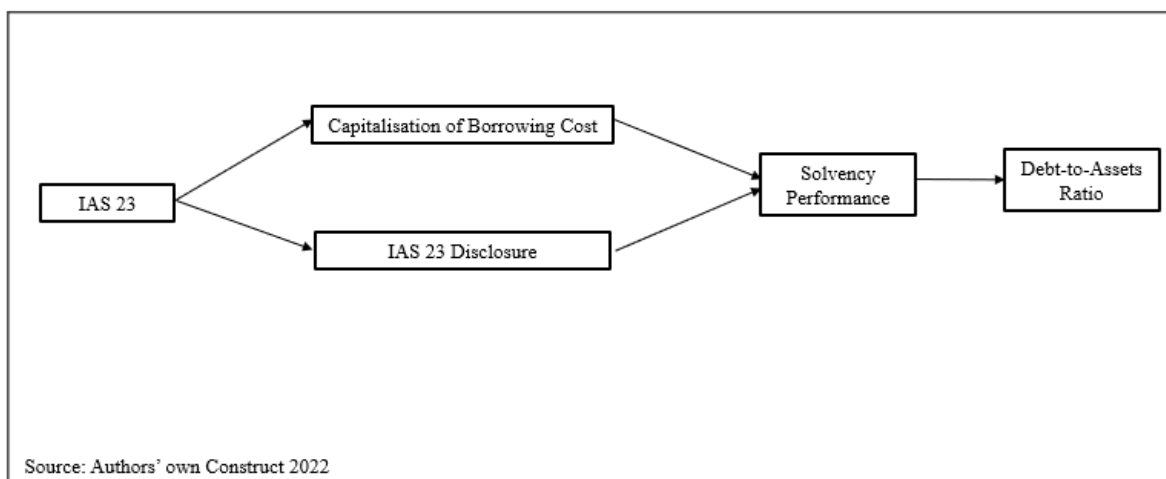 Capitalisation of Borrowing Cost
IAS 23
IAS 23 Disclosure
Solvency
Performance
Debt-to-Assets
Ratio
Source: Authors’ own Construct 2022